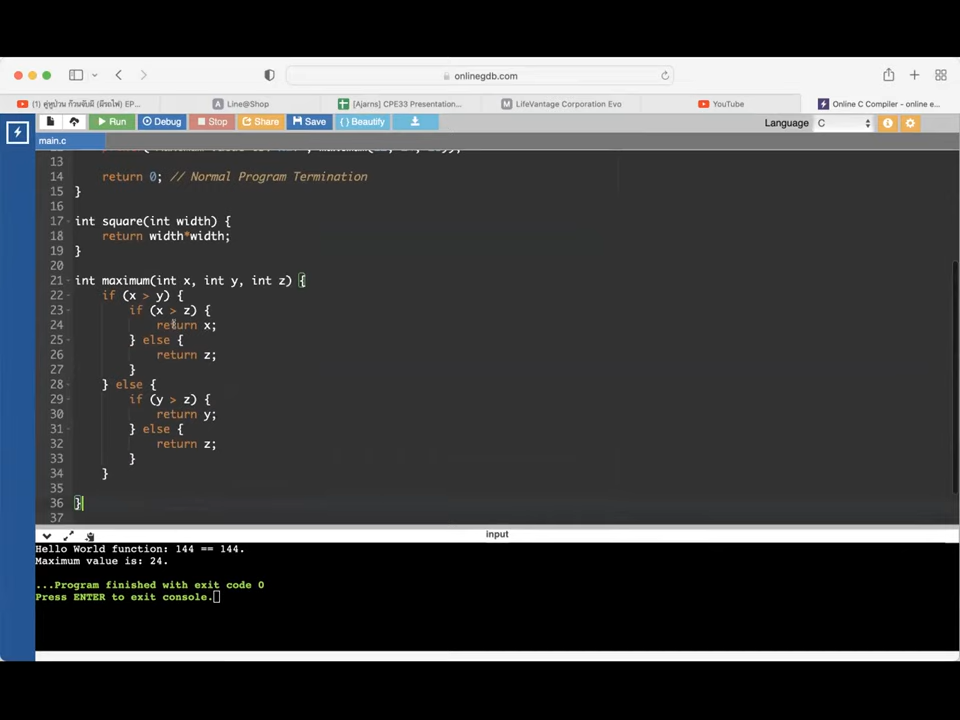 onlinegdb.com
(1) คู่หูป่วน ก๊วนจับผี (มีรอไฟ) EP...
Line@Shop
[Ajarns] CPE33 Presentation...
LifeVantage Corporation Evo
YouTube
Online C Compiler - online e...
Run Debug Stop Share Save { } Beautify Language C
main.c
13
14 return 0; // Normal Program Termination
15 }
16
17 int square(int width) {
18 return width*width;
19 }
20
21 int maximum(int x, int y, int z) {
22 if (x > y) {
23 if (x > z) {
24 return x;
25 } else {
26 return z;
27 }
28 } else {
29 if (y > z) {
30 return y;
31 } else {
32 return z;
33 }
34 }
35
36 }
37
input
Hello World function: 144 == 144.
Maximum value is: 24.
...Program finished with exit code 0
Press ENTER to exit console.